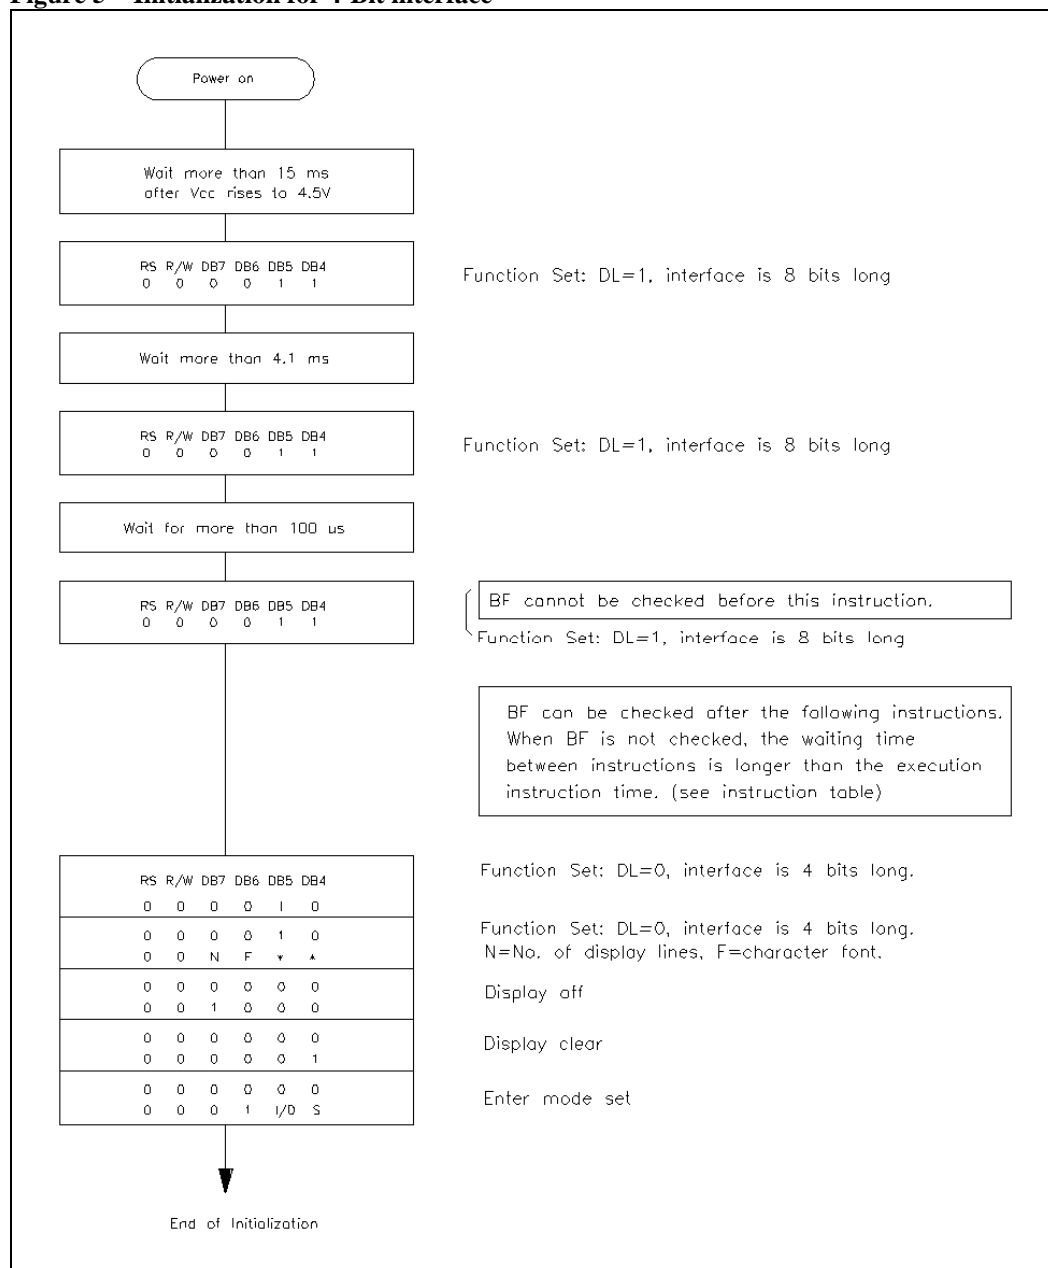 Power on
Wait more than 15 ms
after Vcc rises to 4.5V
RS R/W DB7 DB6 DB5 DB4
0 0 0 0 1 1
Function Set: DL=1, interface is 8 bits long
Wait more than 4.1 ms
RS R/W DB7 DB6 DB5 DB4
0 0 0 0 1 1
Function Set: DL=1, interface is 8 bits long
Wait for more than 100 us
RS R/W DB7 DB6 DB5 DB4
0 0 0 0 1 1
BF cannot be checked before this instruction.
Function Set: DL=1, interface is 8 bits long
BF can be checked after the following instructions.
When BF is not checked, the waiting time
between instructions is longer than the execution
instruction time. (see instruction table)
RS R/W DB7 DB6 DB5 DB4
0 0 0 0 1 0
Function Set: DL=0, interface is 4 bits long.
0 0 0 0 1 0
0 0 N F * *
Function Set: DL=0, interface is 4 bits long.
N=No. of display lines, F=character font.
0 0 0 0 0 0
0 0 1 0 0 0
Display off
0 0 0 0 0 0
0 0 0 0 0 1
Display clear
0 0 0 0 0 0
0 0 0 1 I/D S
Enter mode set
End of Initialization